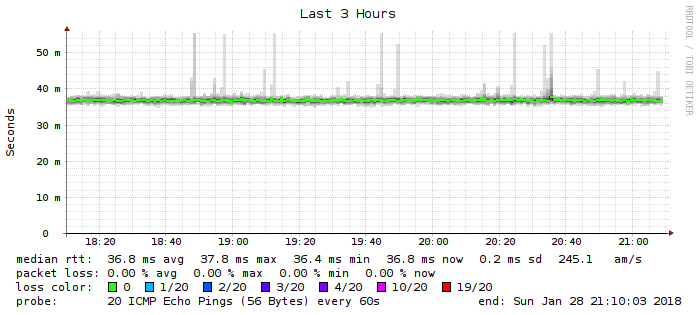 Last 3 Hours
RRDTOOL / TOBI OETIKER
Seconds
50 m
40 m
30 m
20 m
10 m
0
18:20 18:40 19:00 19:20 19:40 20:00 20:20 20:40 21:00
median rtt: 36.8 ms avg 37.8 ms max 36.4 ms min 36.8 ms now 0.2 ms sd 245.1 am/s
packet loss: 0.00 % avg 0.00 % max 0.00 % min 0.00 % now
loss color: 0 1/20 2/20 3/20 4/20 10/20 19/20
probe: 20 ICMP Echo Pings (56 Bytes) every 60s end: Sun Jan 28 21:10:03 2018